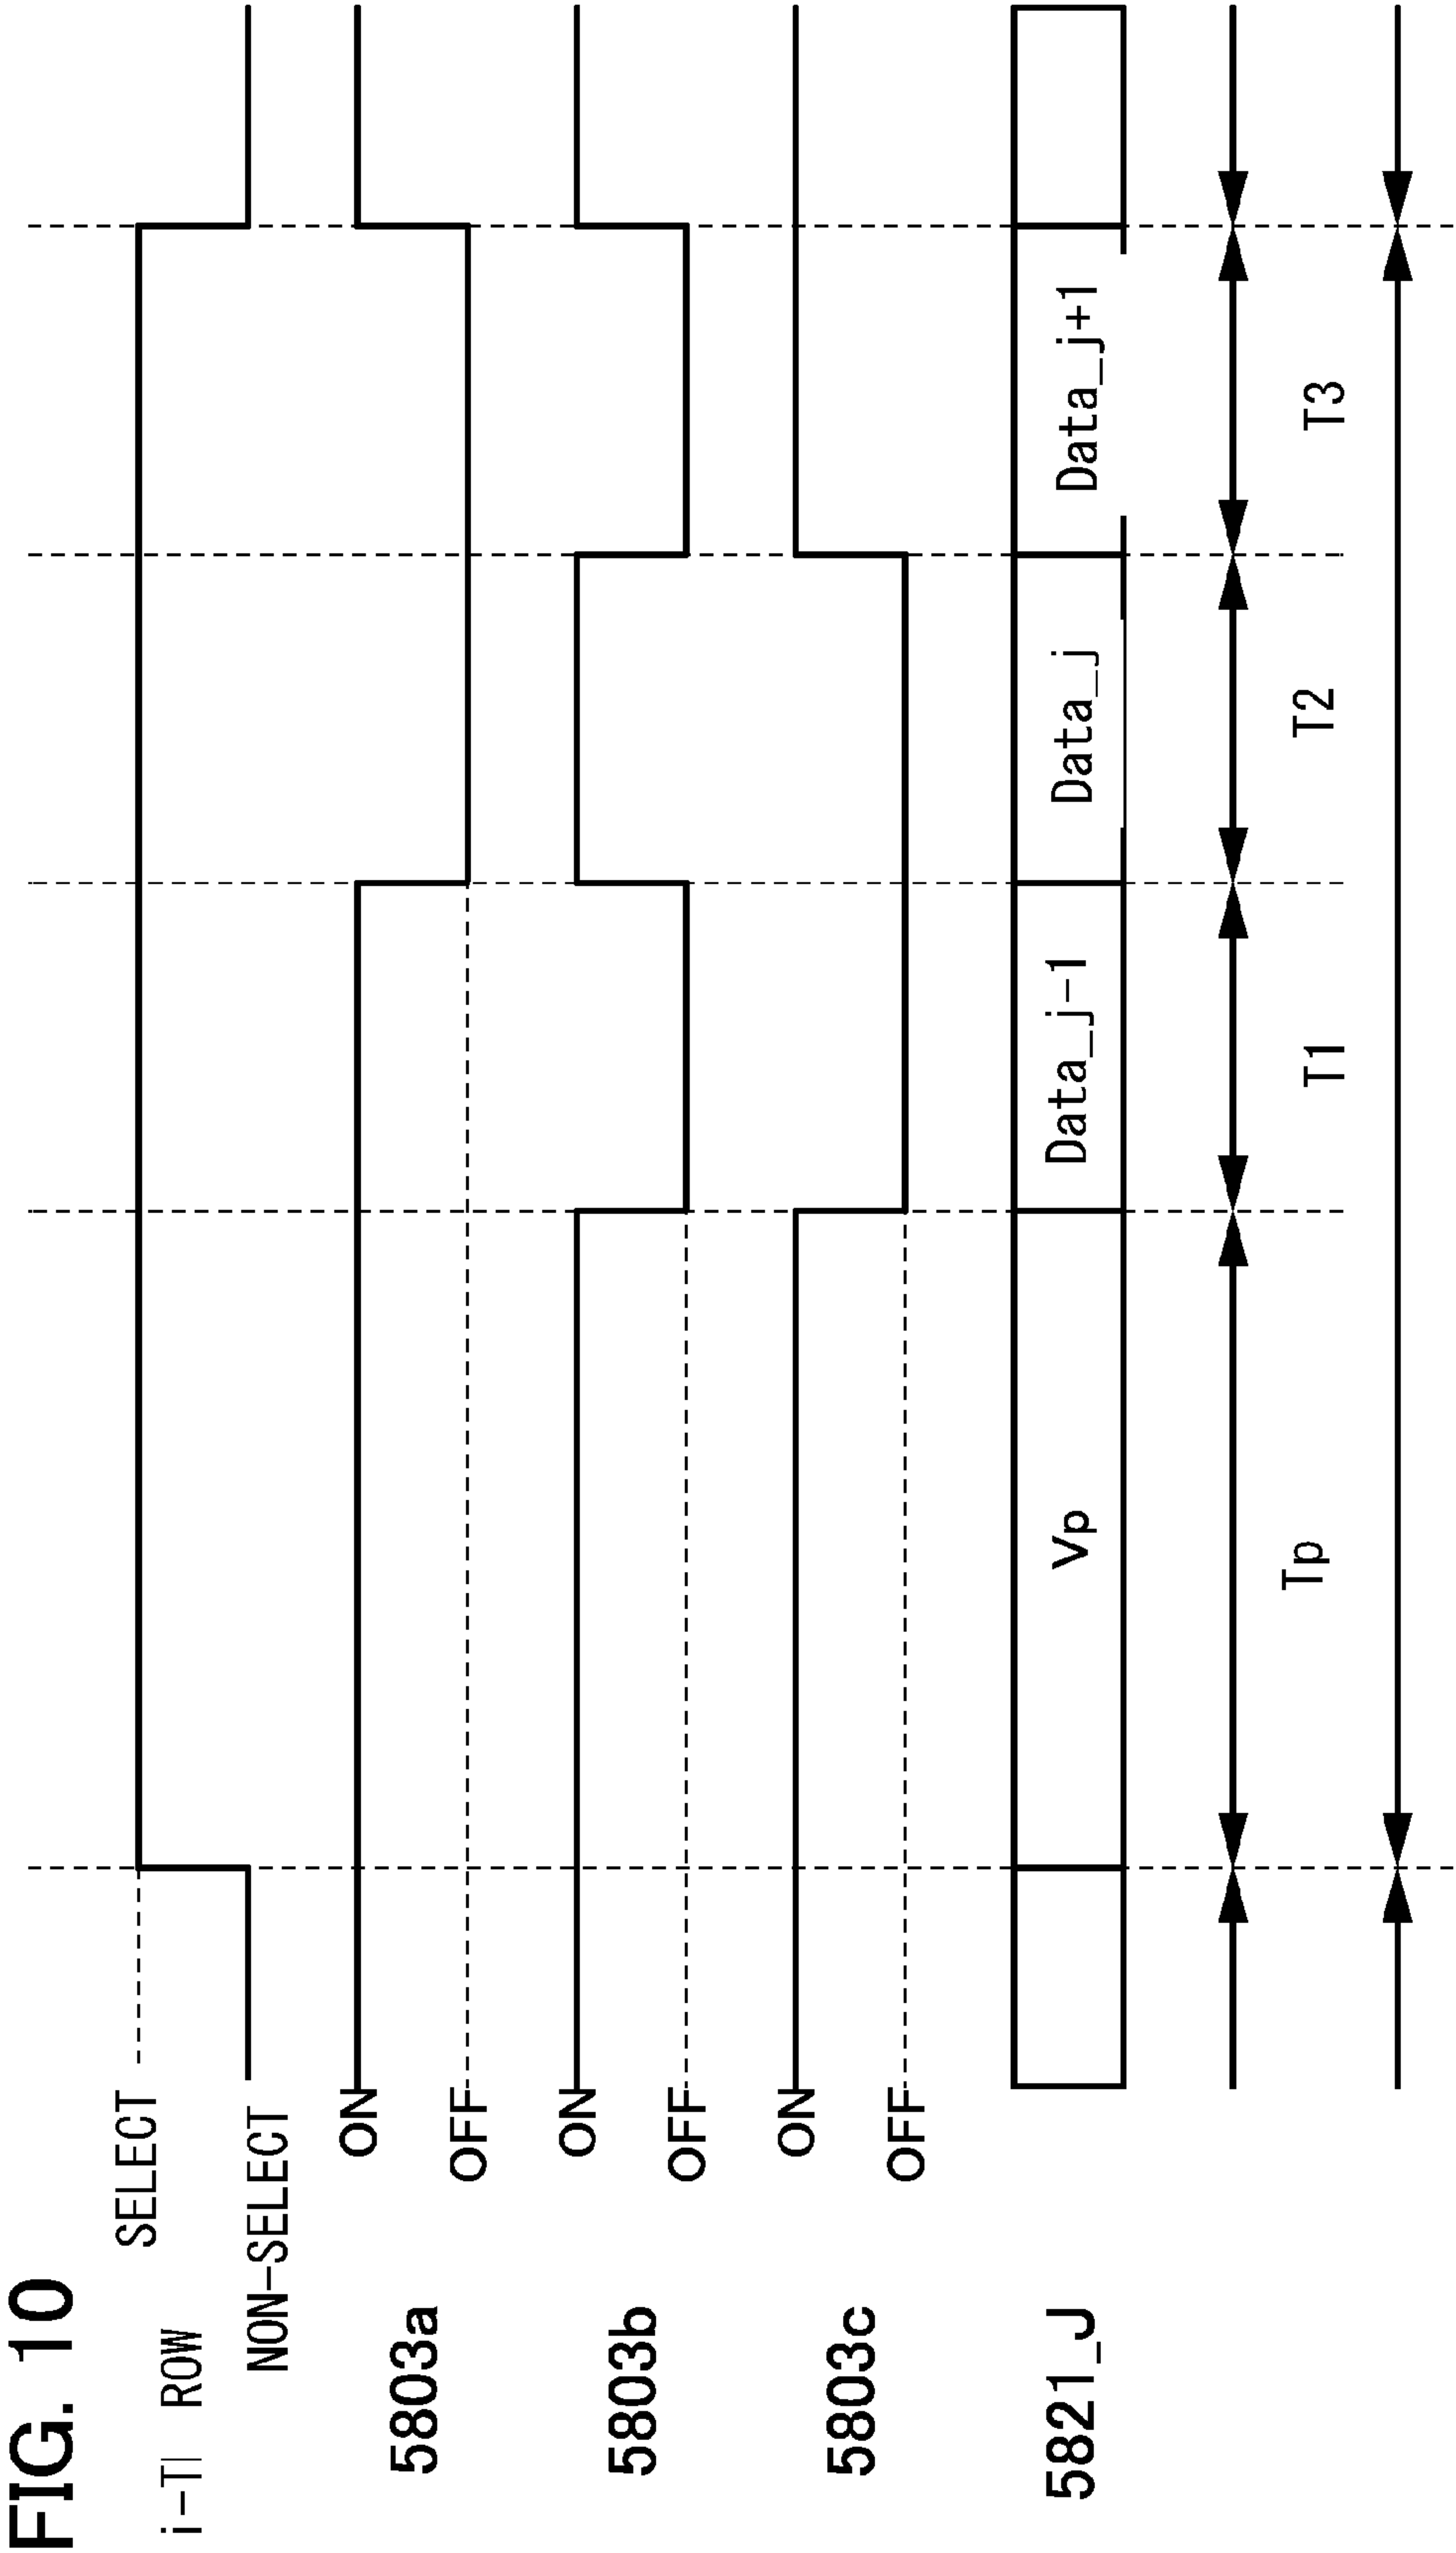 FIG. 10
SELECT
i-TI ROW
NON-SELECT
ON
5803a
OFF
ON
5803b
OFF
ON
5803c
OFF
5821_J
Vp
Data_j-1
Data_j
Data_j+1
Tp
T1
T2
T3